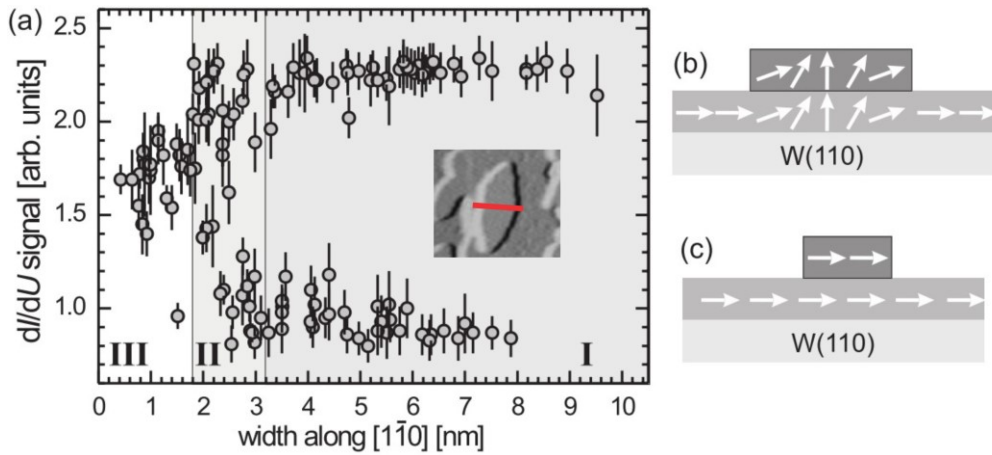 (a)
2.5
2.0
1.5
1.0
dI/dU signal [arb. units]
III
II
I
0 1 2 3 4 5 6 7 8 9 10
width along [11̅0] [nm]
(b)
W(110)
(c)
W(110)